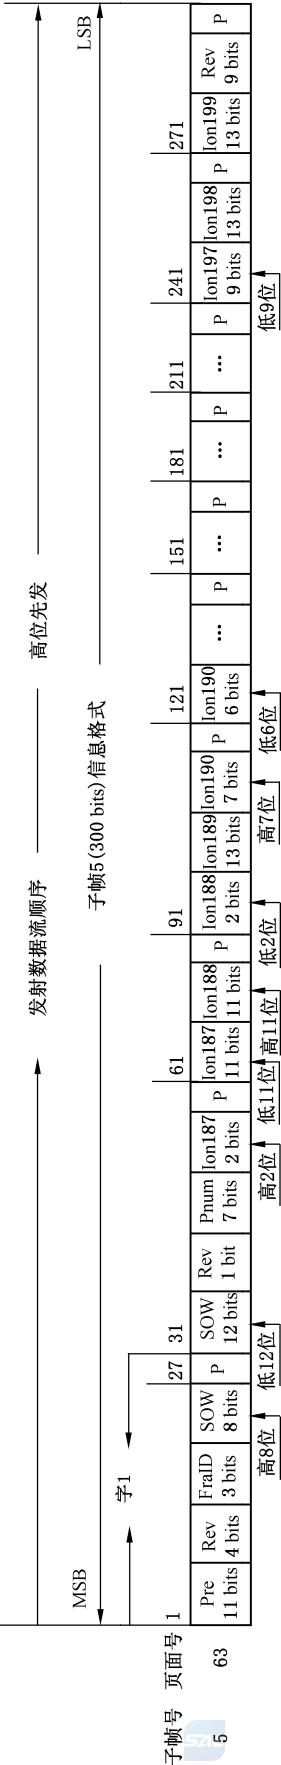 发射数据流顺序 高位先发
MSB 子帧5(300 bits)信息格式 LSB
字1
子帧号 页面号 1 27 31 61 91 121 151 181 211 241 271
5 63
Pre 11 bits
Rev 4 bits
FraID 3 bits
SOW 8 bits
P
SOW 12 bits
Rev 1 bit
Pnum 7 bits
Ion187 2 bits
P
Ion187 11 bits
Ion188 11 bits
P
Ion188 2 bits
Ion189 13 bits
Ion190 7 bits
P
Ion190 6 bits
…
P
…
P
…
P
…
P
Ion197 9 bits
Ion198 13 bits
P
Ion199 13 bits
Rev 9 bits
P
高8位 低12位 高2位 低11位 高11位 低2位 高7位 低6位 低9位